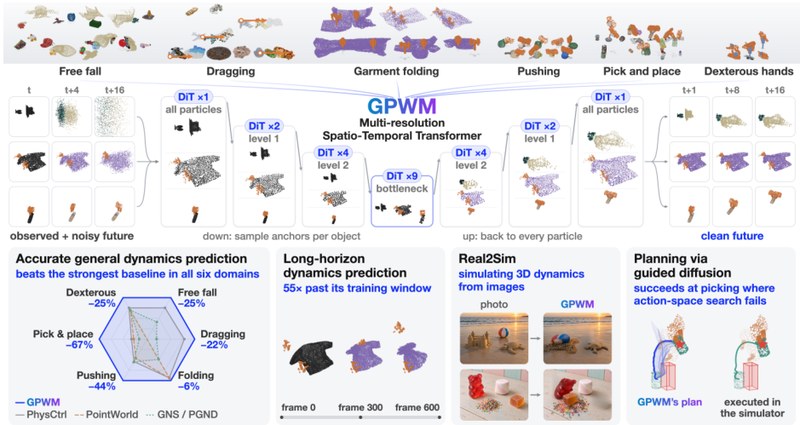 Free fall
Dragging
Garment folding
Pushing
Pick and place
Dexterous hands
t
t+4
t+16
DiT ×1
all particles
DiT ×2
level 1
DiT ×4
level 2
GPWM
Multi-resolution
Spatio-Temporal Transformer
DiT ×9
bottleneck
DiT ×4
level 2
DiT ×2
level 1
DiT ×1
all particles
t+1
t+8
t+16
observed + noisy future
down: sample anchors per object
up: back to every particle
clean future
Accurate general dynamics prediction
beats the strongest baseline in all six domains
Dexterous
−25%
Free fall
−25%
Pick & place
−67%
Dragging
−22%
Pushing
−44%
Folding
−6%
GPWM
PhysCtrl
PointWorld
GNS / PGND
Long-horizon
dynamics prediction
55× past its training window
frame 0
frame 300
frame 600
Real2Sim
simulating 3D dynamics
from images
photo
GPWM
Planning via
guided diffusion
succeeds at picking where
action-space search fails
GPWM's plan
executed in
the simulator